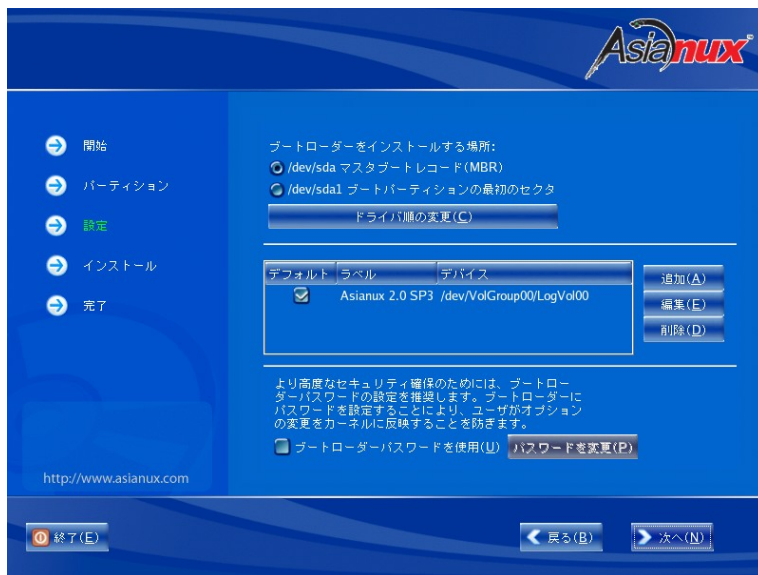 Asianux
開始
パーティション
設定
インストール
完了
http://www.asianux.com
ブートローダーをインストールする場所:
/dev/sda マスタブートレコード(MBR)
/dev/sda1 ブートパーティションの最初のセクタ
ドライバ順の変更(C)
デフォルト ラベル デバイス
Asianux 2.0 SP3 /dev/VolGroup00/LogVol00
追加(A)
編集(E)
削除(D)
より高度なセキュリティ確保のためには、ブートロー
ダーパスワードの設定を推奨します。ブートローダーに
パスワードを設定することにより、ユーザがオプション
の変更をカーネルに反映することを防ぎます。
ブートローダーパスワードを使用(U) パスワードを変更(P)
終了(E)
戻る(B)
次へ(N)